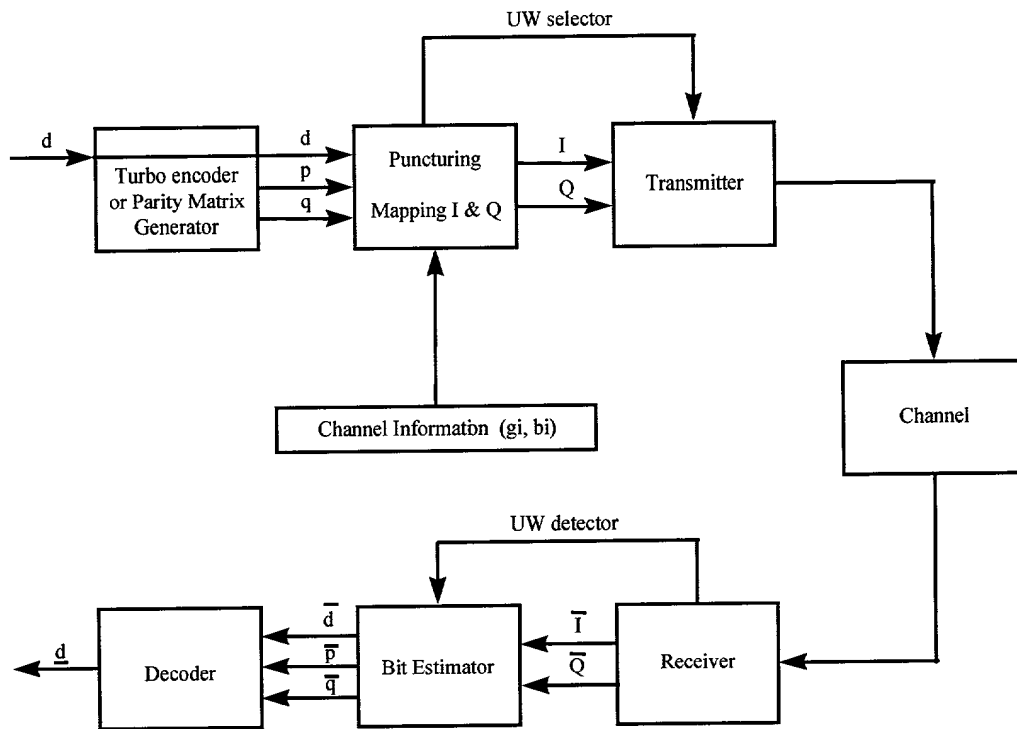 UW selector
d
d
p
q
Turbo encoder
or Parity Matrix
Generator
Puncturing
Mapping I & Q
I
Q
Transmitter
Channel Information (gi, bi)
Channel
UW detector
d̲
Decoder
d̅
p̅
q̅
Bit Estimator
I̅
Q̅
Receiver